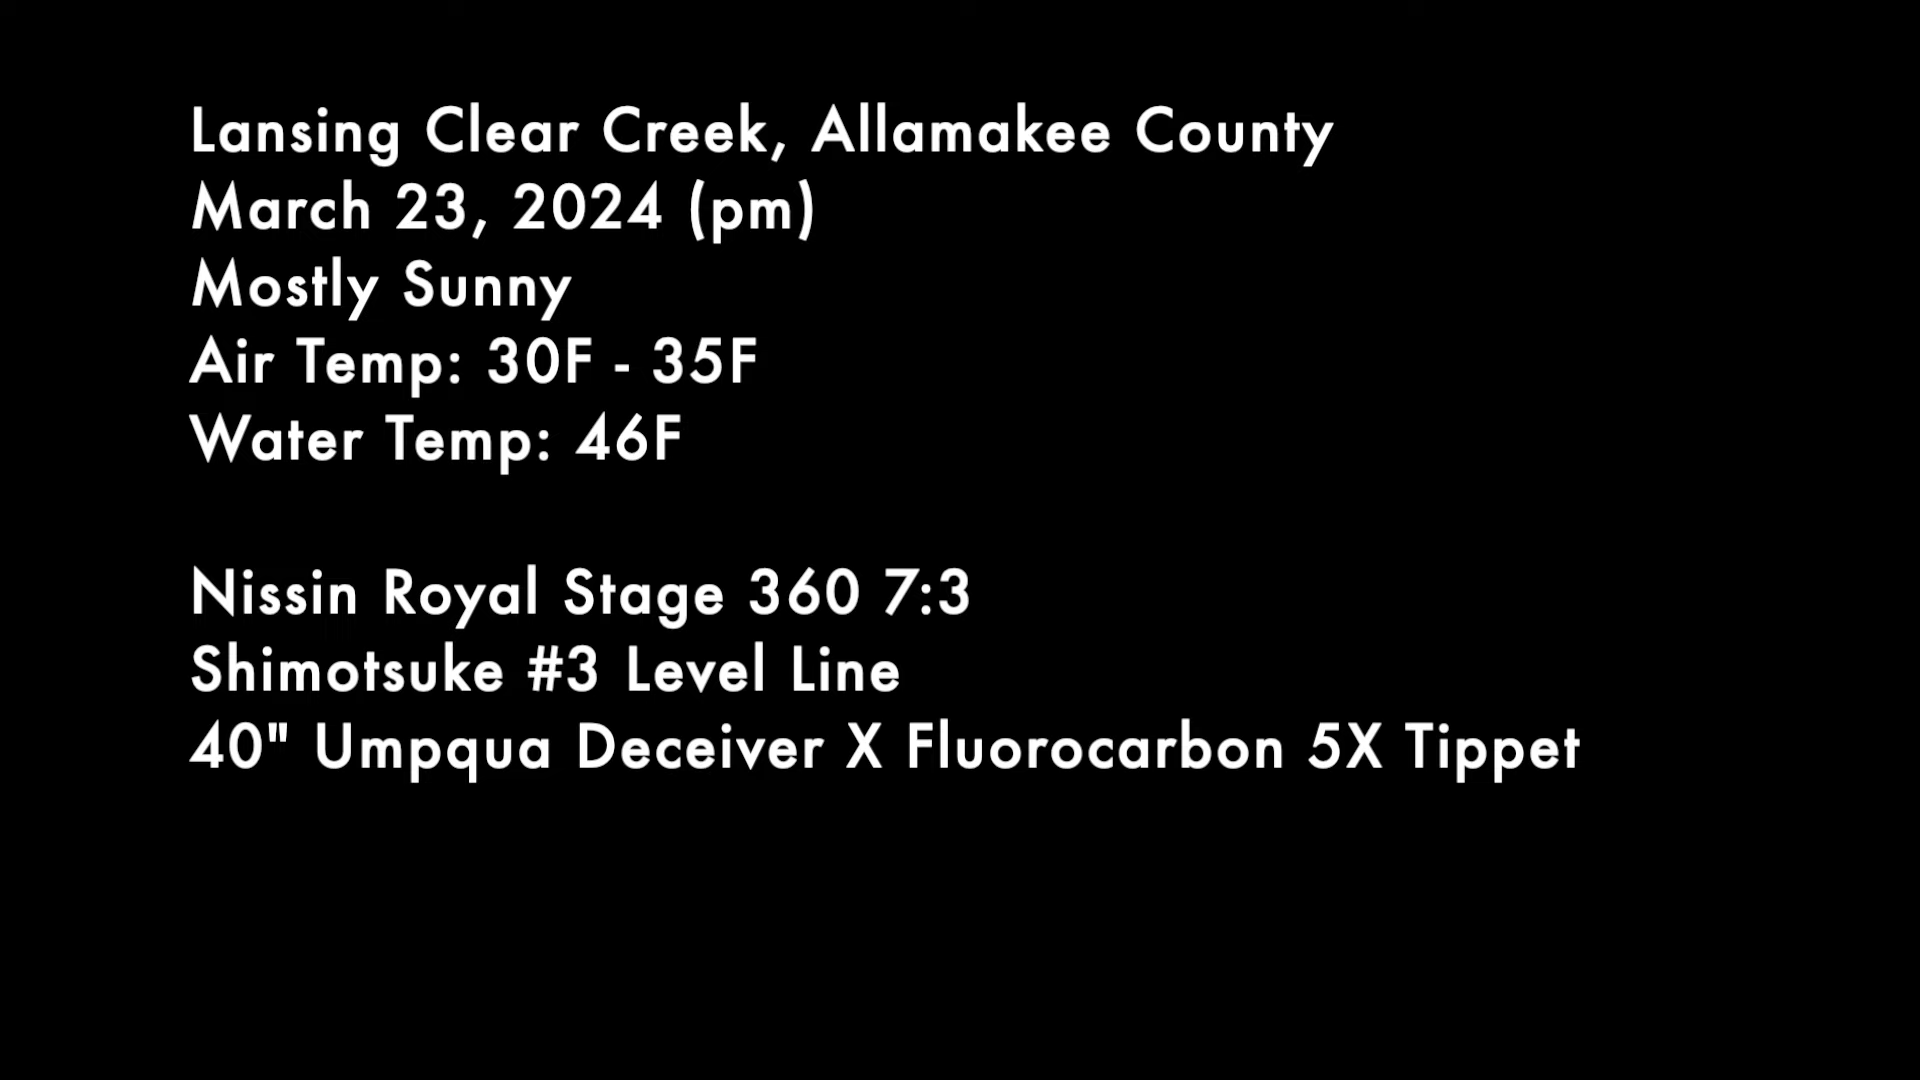 Lansing Clear Creek, Allamakee County
March 23, 2024 (pm)
Mostly Sunny
Air Temp: 30F - 35F
Water Temp: 46F
Nissin Royal Stage 360 7:3
Shimotsuke #3 Level Line
40" Umpqua Deceiver X Fluorocarbon 5X Tippet